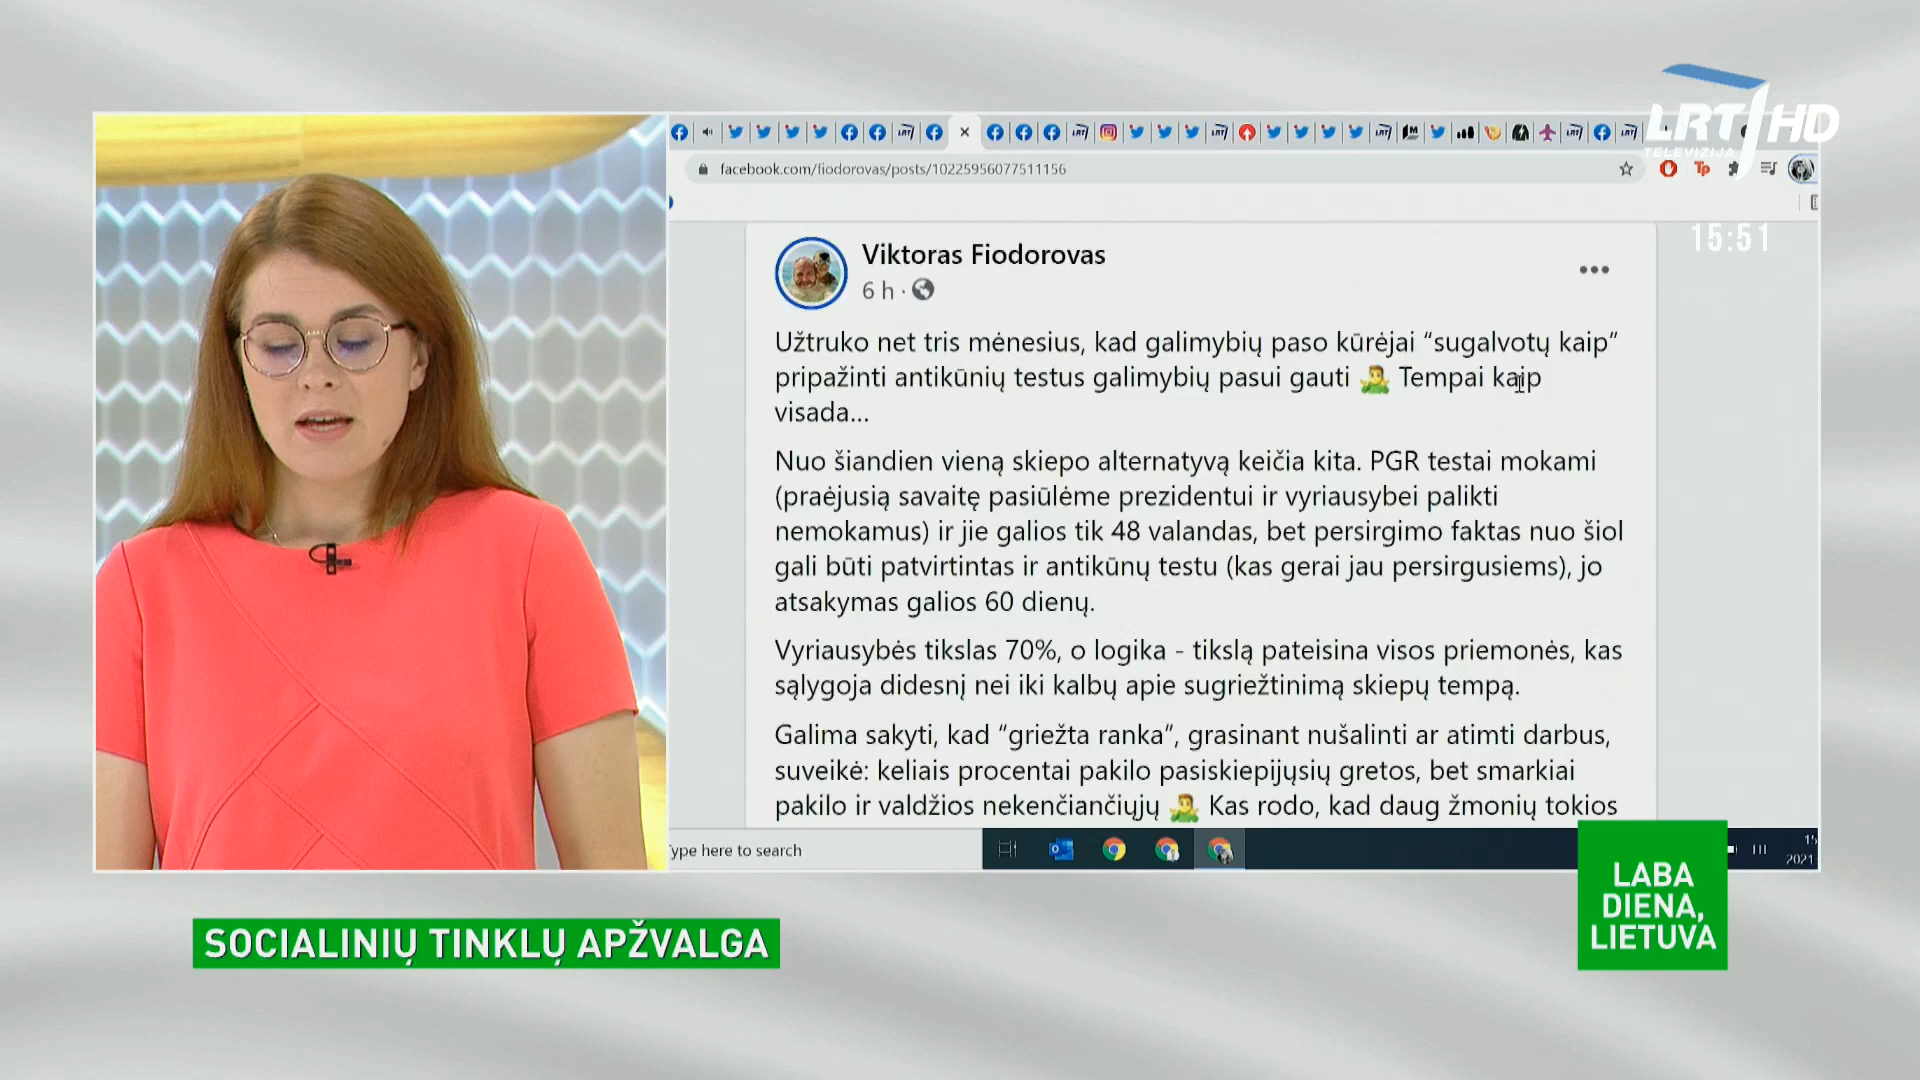 LRT HD
TELEVIZIJA
15:51
facebook.com/fiodorovas/posts/10225956077511156
Viktoras Fiodorovas
6 h ·
Užtruko net tris mėnesius, kad galimybių paso kūrėjai “sugalvotų kaip”
pripažinti antikūnių testus galimybių pasui gauti 🤷‍♂️ Tempai kaip
visada...
Nuo šiandien vieną skiepo alternatyvą keičia kita. PGR testai mokami
(praėjusią savaitę pasiūlėme prezidentui ir vyriausybei palikti
nemokamus) ir jie galios tik 48 valandas, bet persirgimo faktas nuo šiol
gali būti patvirtintas ir antikūnų testu (kas gerai jau persirgusiems), jo
atsakymas galios 60 dienų.
Vyriausybės tikslas 70%, o logika - tikslą pateisina visos priemonės, kas
sąlygoja didesnį nei iki kalbų apie sugriežtinimą skiepų tempą.
Galima sakyti, kad “griežta ranka”, grasinant nušalinti ar atimti darbus,
suveikė: keliais procentai pakilo pasiskiepijųsių gretos, bet smarkiai
pakilo ir valdžios nekenčiančiųjų 🤷‍♂️ Kas rodo, kad daug žmonių tokios
ype here to search
2021
LABA
DIENA,
LIETUVA
SOCIALINIŲ TINKLŲ APŽVALGA